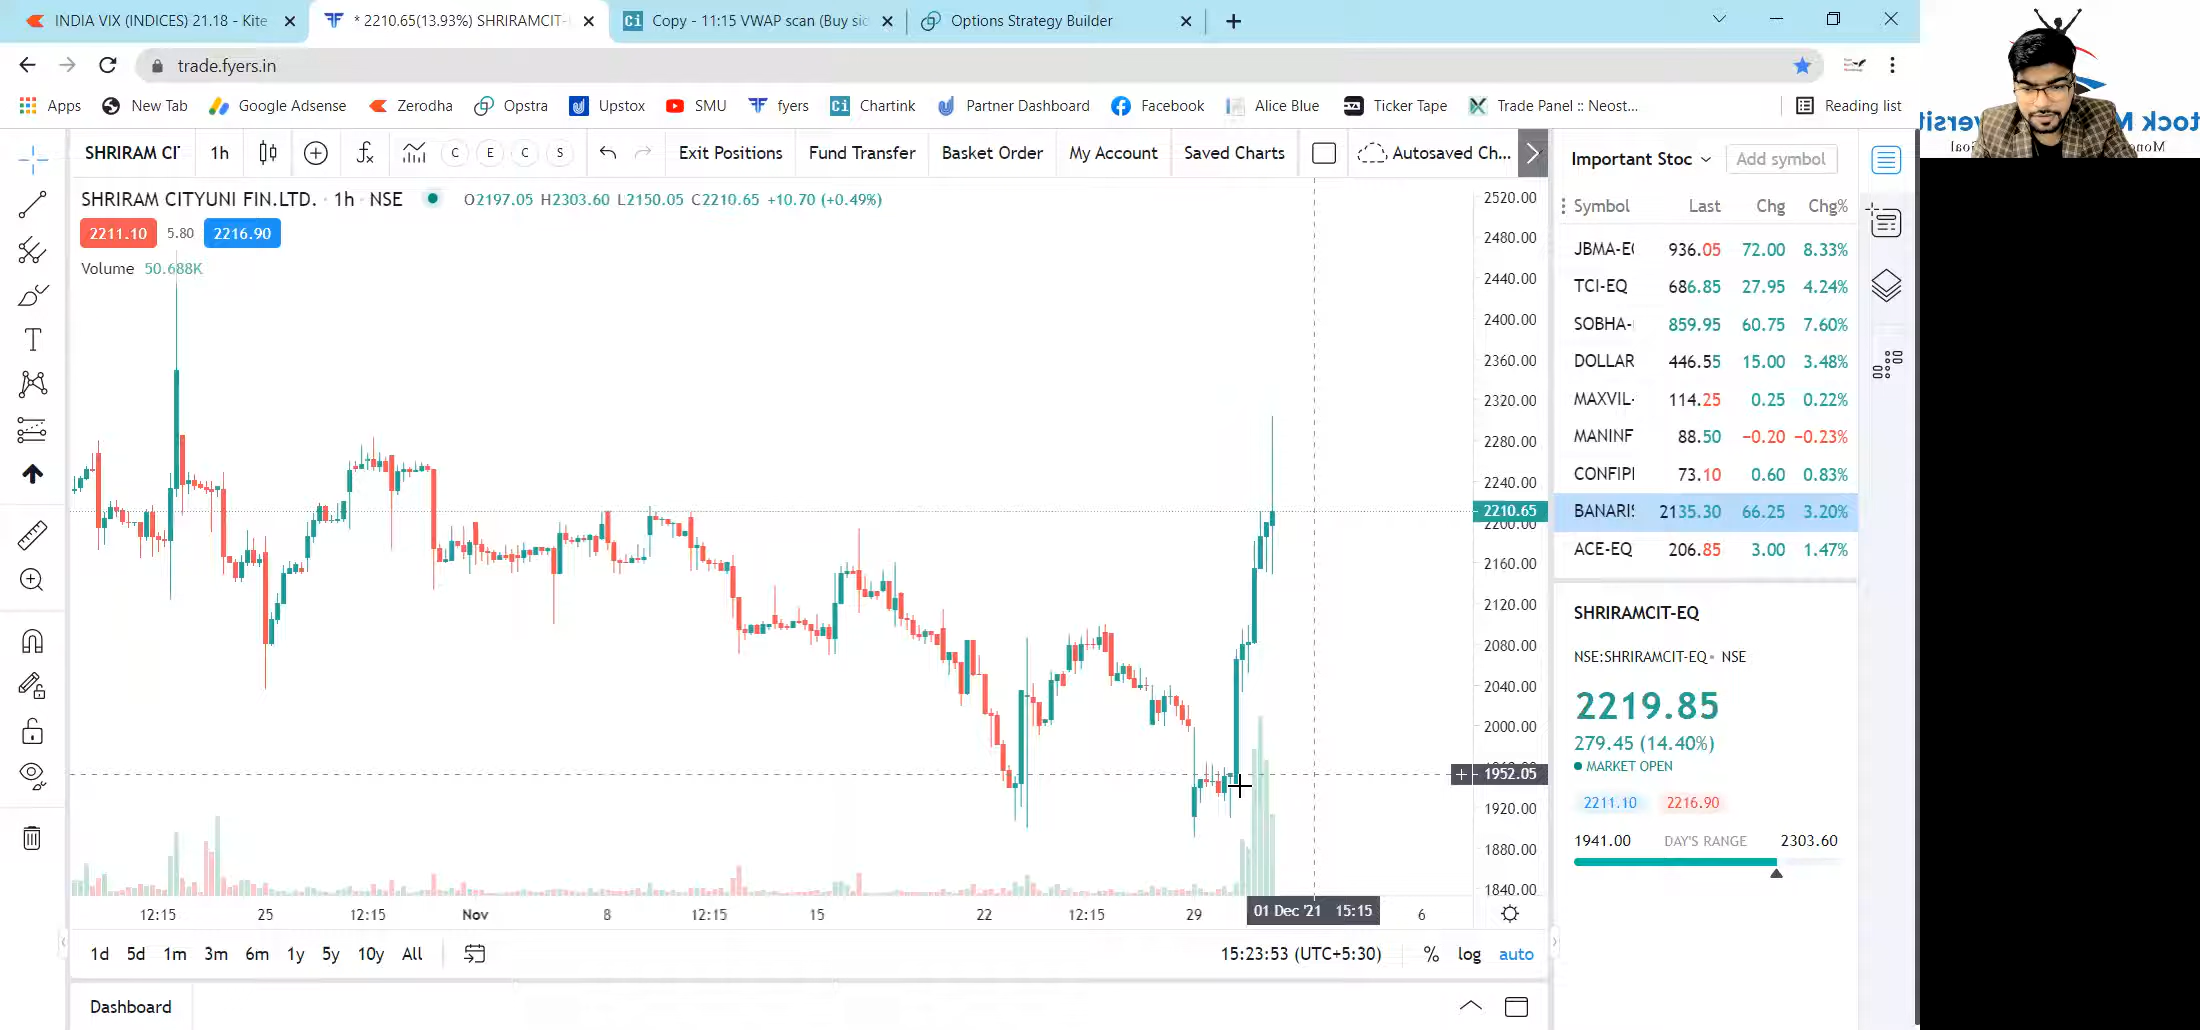 INDIA VIX (INDICES) 21.18 - Kite
* 2210.65(13.93%) SHRIRAMCIT-
Ci Copy - 11:15 VWAP scan (Buy sid
Options Strategy Builder
trade.fyers.in
Apps New Tab Google Adsense Zerodha Opstra Upstox SMU fyers Chartink Partner Dashboard Facebook Alice Blue Ticker Tape Trade Panel :: Neost... Reading list
SHRIRAM CI 1h C E C S Exit Positions Fund Transfer Basket Order My Account Saved Charts Autosaved Ch...
SHRIRAM CITYUNI FIN.LTD. · 1h · NSE O2197.05 H2303.60 L2150.05 C2210.65 +10.70 (+0.49%)
2211.10 5.80 2216.90
Volume 50.688K
2520.00
2480.00
2440.00
2400.00
2360.00
2320.00
2280.00
2240.00
2210.65
2200.00
2160.00
2120.00
2080.00
2040.00
2000.00
1952.05
1920.00
1880.00
1840.00
12:15 25 12:15 Nov 8 12:15 15 22 12:15 29 01 Dec '21 15:15 6
1d 5d 1m 3m 6m 1y 5y 10y All 15:23:53 (UTC+5:30) % log auto
Dashboard
Important Stoc Add symbol
Symbol Last Chg Chg%
JBMA-E 936.05 72.00 8.33%
TCI-EQ 686.85 27.95 4.24%
SOBHA- 859.95 60.75 7.60%
DOLLAR 446.55 15.00 3.48%
MAXVIL- 114.25 0.25 0.22%
MANINF 88.50 −0.20 −0.23%
CONFIPI 73.10 0.60 0.83%
BANARI 2135.30 66.25 3.20%
ACE-EQ 206.85 3.00 1.47%
SHRIRAMCIT-EQ
NSE:SHRIRAMCIT-EQ • NSE
2219.85
279.45 (14.40%)
MARKET OPEN
2211.10 2216.90
1941.00 DAY'S RANGE 2303.60